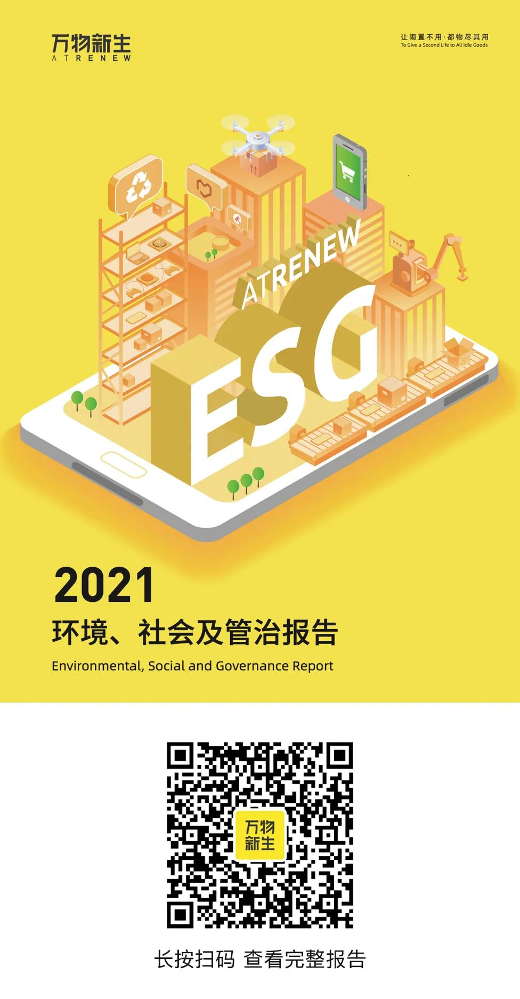 万物新生
ATRENEW
让闲置不用·都物尽其用
To Give a Second Life to All Idle Goods
ATRENEW
ESG
2021
环境、社会及管治报告
Environmental, Social and Governance Report
万物
新生
长按扫码 查看完整报告